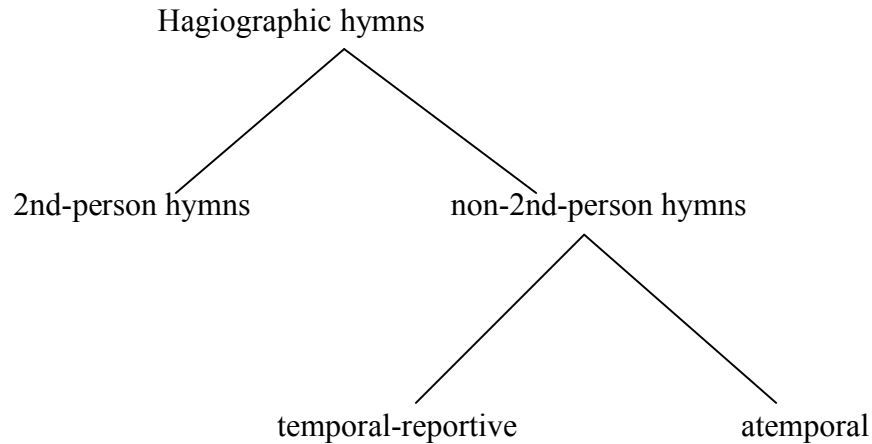 Hagiographic hymns
2nd-person hymns non-2nd-person hymns
temporal-reportive atemporal